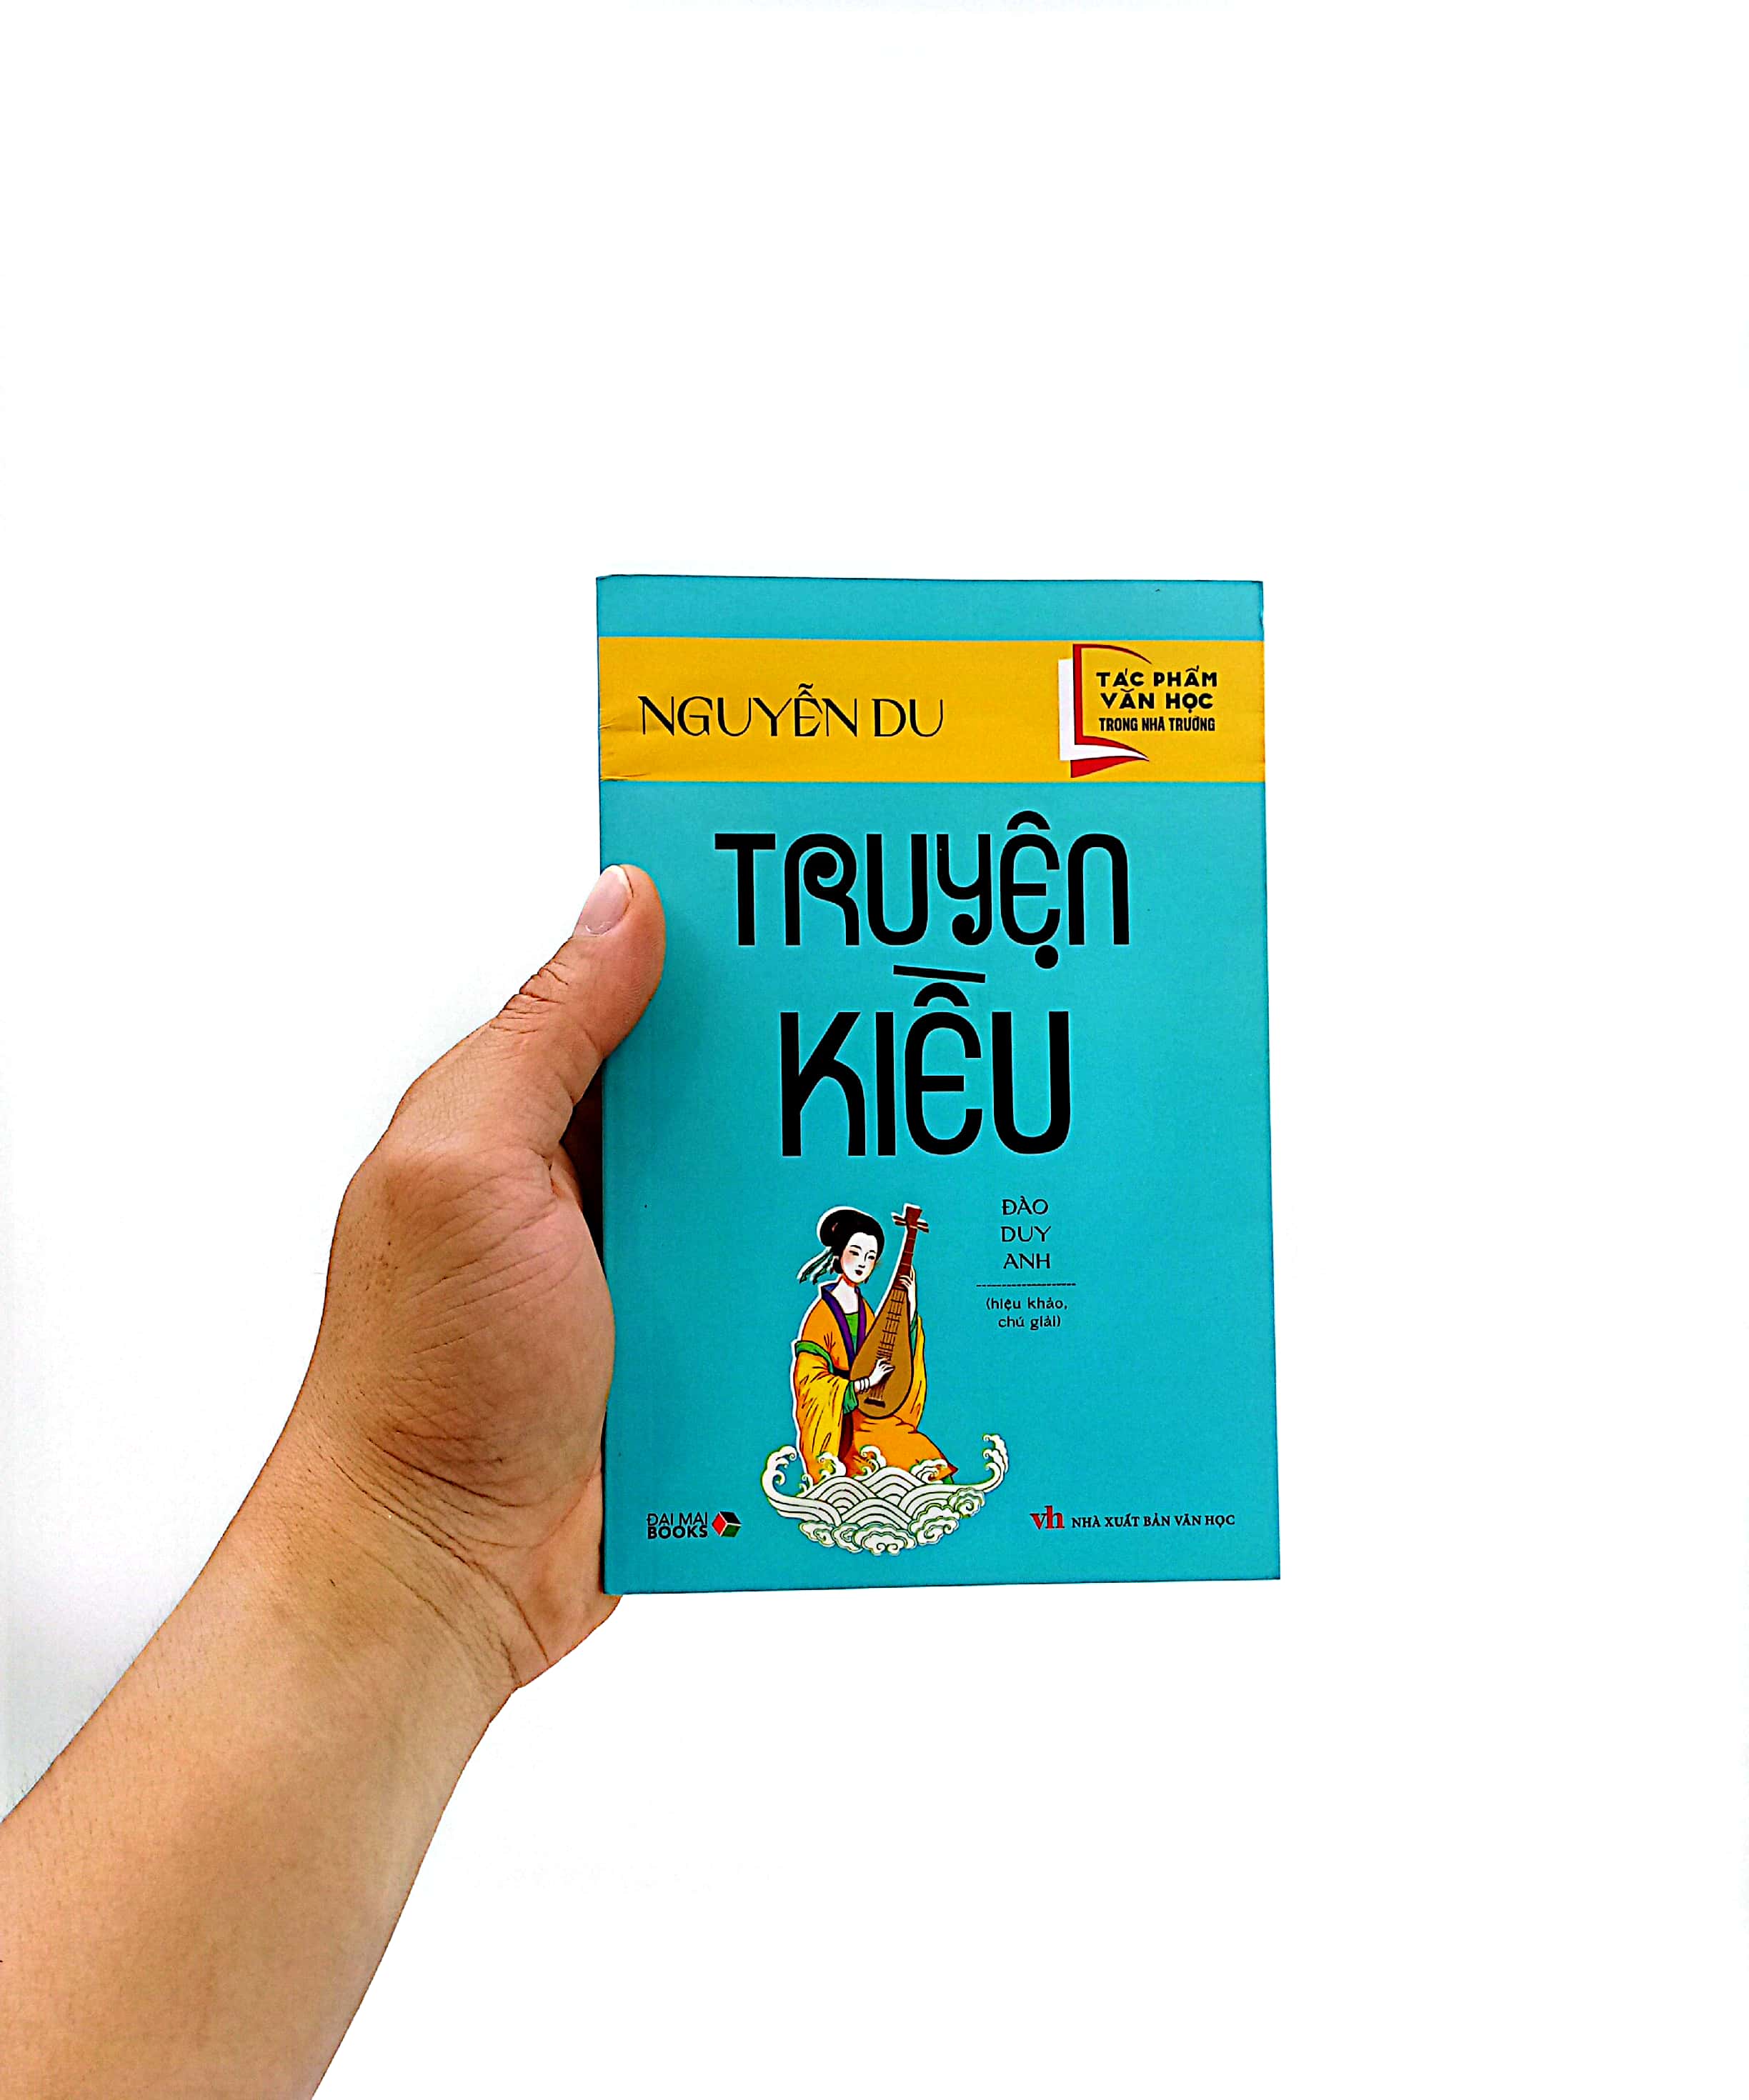 NGUYỄN DU
TÁC PHẨM
VĂN HỌC
TRONG NHÀ TRƯỜNG
TRUYỆN
KIỀU
ĐÀO
DUY
ANH
(hiệu khảo,
chú giải)
ĐẠI MAI
BOOKS
vh NHÀ XUẤT BẢN VĂN HỌC